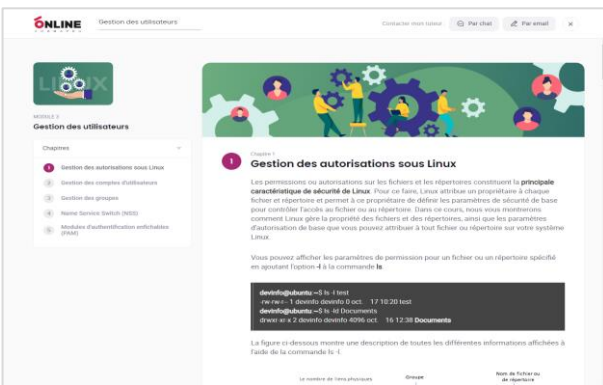 ONLINE
FORMAPRO
Gestion des utilisateurs
Contacter mon tuteur
Par chat
Par email
LINUX
MODULE 3
Gestion des utilisateurs
Chapitres
1 Gestion des autorisations sous Linux
2 Gestion des comptes d'utilisateurs
3 Gestion des groupes
4 Name Service Switch (NSS)
5 Modules d'authentification enfichables
(PAM)
Chapitre 1
1 Gestion des autorisations sous Linux
Les permissions ou autorisations sur les fichiers et les répertoires constituent la principale
caractéristique de sécurité de Linux. Pour ce faire, Linux attribue un propriétaire à chaque
fichier et répertoire et permet à ce propriétaire de définir les paramètres de sécurité de base
pour contrôler l'accès au fichier ou au répertoire. Dans ce cours, nous vous montrerons
comment Linux gère la propriété des fichiers et des répertoires, ainsi que les paramètres
d'autorisation de base que vous pouvez attribuer à tout fichier ou répertoire sur votre système
Linux.
Vous pouvez afficher les paramètres de permission pour un fichier ou un répertoire spécifié
en ajoutant l'option -l à la commande ls.
devinfo@ubuntu:~$ ls -l test
-rw-rw-r-- 1 devinfo devinfo 0 oct. 17 10:20 test
devinfo@ubuntu:~$ ls -ld Documents
drwxr-xr-x 2 devinfo devinfo 4096 oct. 16 12:38 Documents
La figure ci-dessous montre une description de toutes les différentes informations affichées à
l'aide de la commande ls -l.
Le nombre de liens physiques
Groupe
Nom de fichier ou
de répertoire